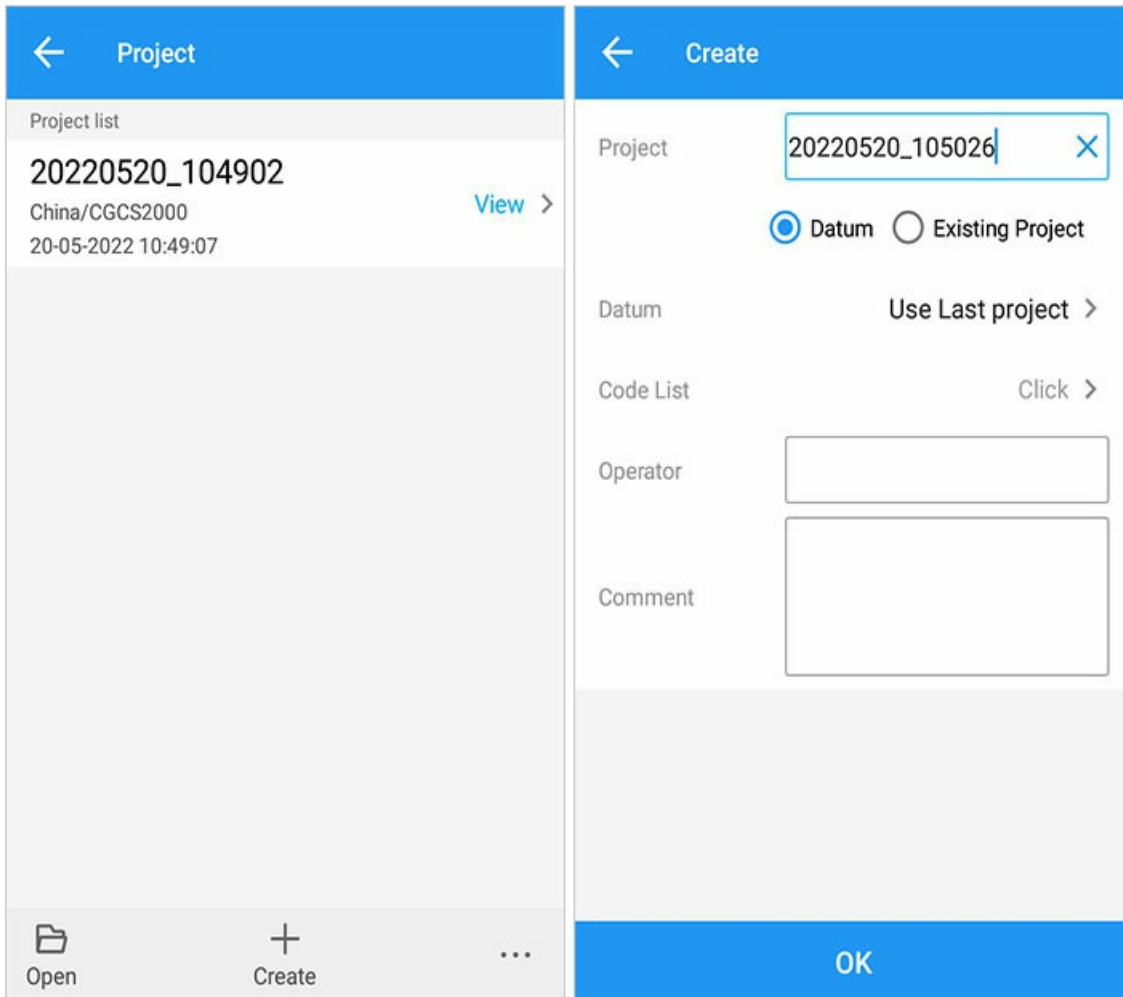 Project
Project list
20220520_104902
China/CGCS2000
View
20-05-2022 10:49:07
Open
Create
Create
Project
20220520_105026
Datum
Existing Project
Datum
Use Last project
Code List
Click
Operator
Comment
OK